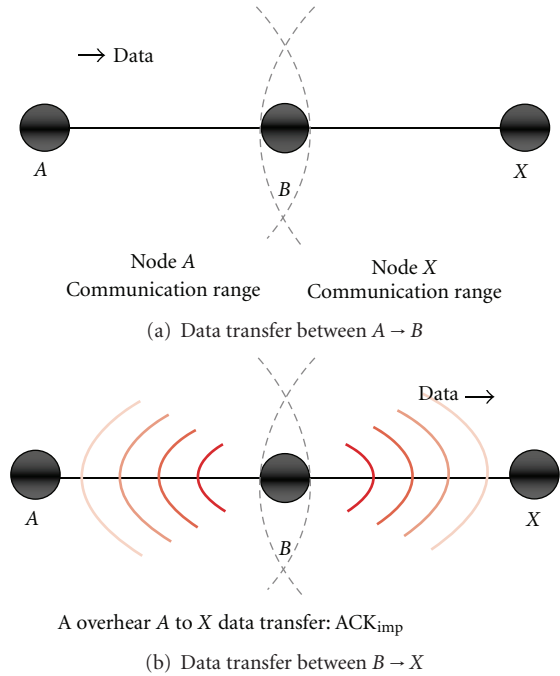 → Data
A
B
X
Node A
Communication range
Node X
Communication range
(a) Data transfer between A → B
Data →
A
B
X
A overhear A to X data transfer: ACKimp
(b) Data transfer between B → X